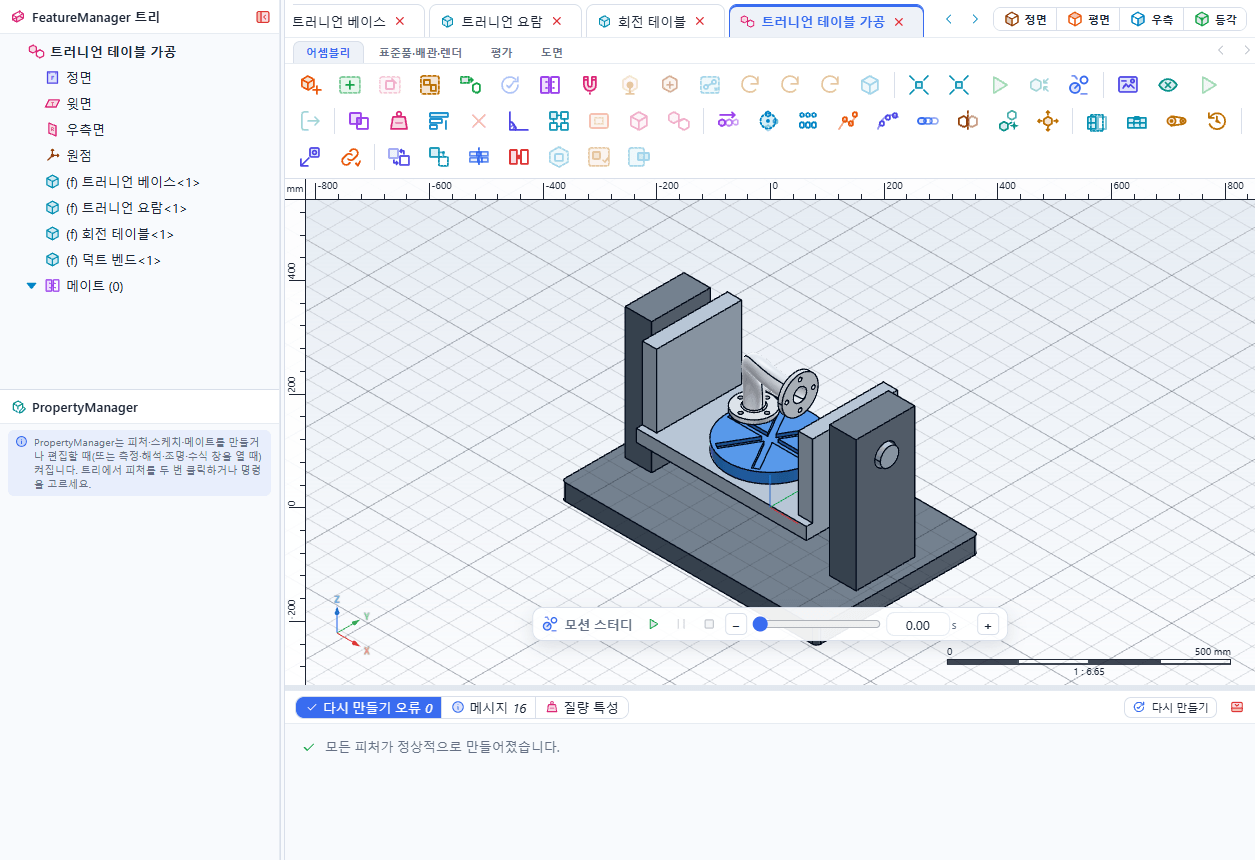 FeatureManager 트리
트러니언 테이블 가공
정면
윗면
우측면
원점
(f) 트러니언 베이스<1>
(f) 트러니언 요람<1>
(f) 회전 테이블<1>
(f) 덕트 벤드<1>
메이트 (0)
PropertyManager
PropertyManager는 피처·스케치·메이트를 만들거
나 편집할 때(또는 측정·해석·조명·수식 창을 열 때)
켜집니다. 트리에서 피처를 두 번 클릭하거나 명령
을 고르세요.
트러니언 베이스
트러니언 요람
회전 테이블
트러니언 테이블 가공
정면
평면
우측
등각
어셈블리
표준품·배관·렌더
평가
도면
mm
-800
-600
-400
-200
0
200
400
600
800
400
200
0
-200
Z
Y
X
모션 스터디
0.00
s
0
500 mm
1 : 6.65
다시 만들기 오류 0
메시지 16
질량 특성
다시 만들기
모든 피처가 정상적으로 만들어졌습니다.